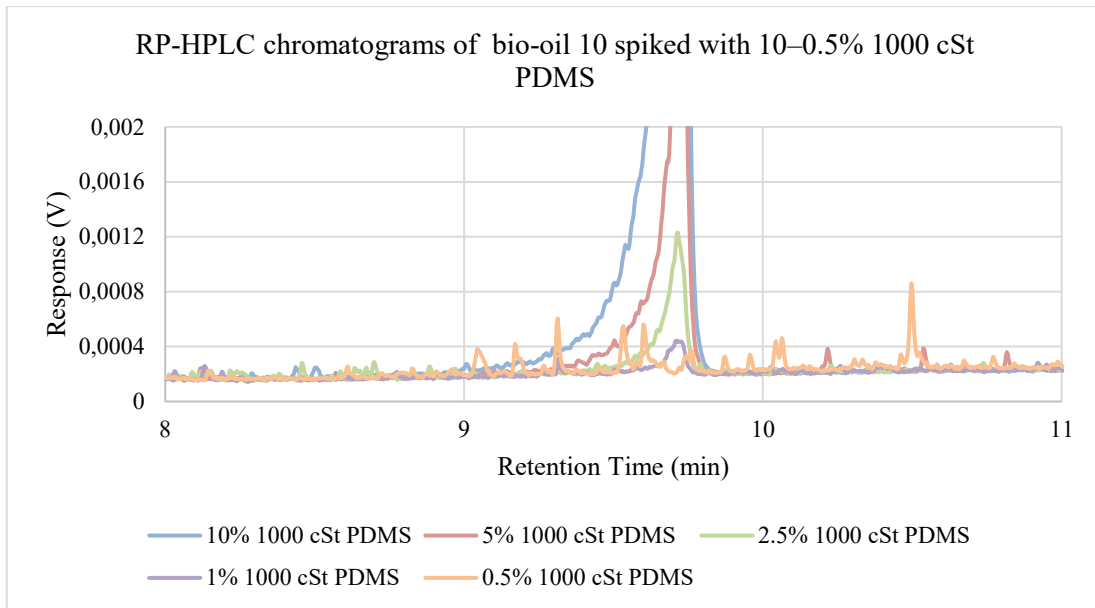 RP-HPLC chromatograms of bio-oil 10 spiked with 10–0.5% 1000 cSt
PDMS
Response (V)
0,002
0,0016
0,0012
0,0008
0,0004
0
8 9 10 11
Retention Time (min)
10% 1000 cSt PDMS 5% 1000 cSt PDMS 2.5% 1000 cSt PDMS
1% 1000 cSt PDMS 0.5% 1000 cSt PDMS